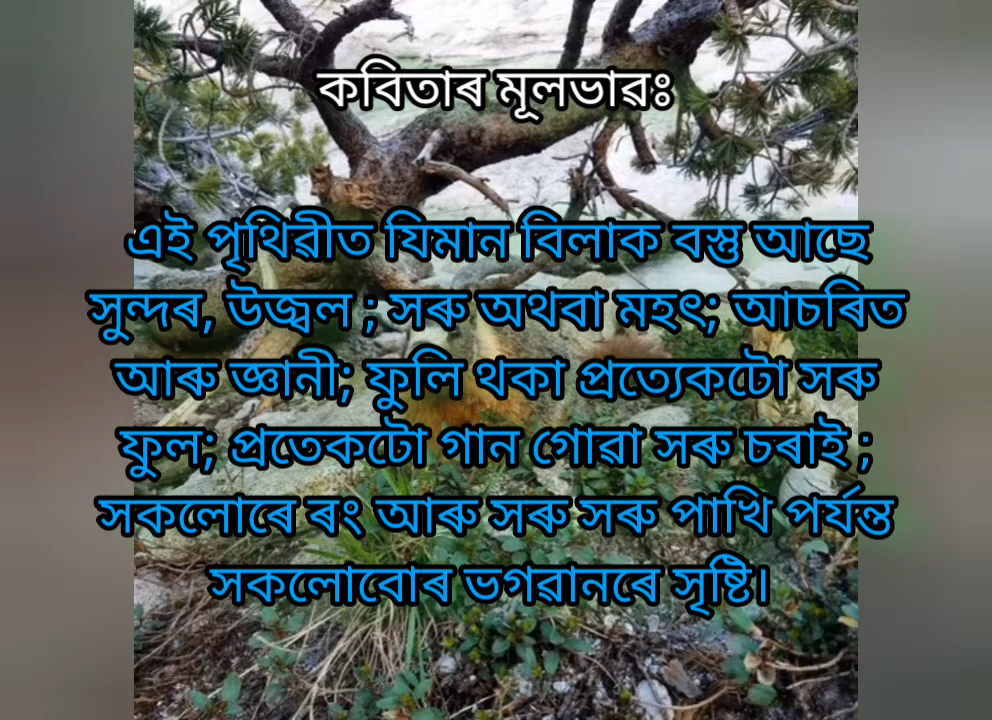 কবিতাৰ মূলভাৱঃ
এই পৃথিৱীত যিমান বিলাক বস্তু আছে
সুন্দৰ, উজ্বল ; সৰু অথবা মহৎ; আচৰিত
আৰু জ্ঞানী; ফুলি থকা প্ৰত্যেকটো সৰু
ফুল; প্ৰতেকটো গান গোৱা সৰু চৰাই ;
সকলোৰে ৰং আৰু সৰু সৰু পাখি পৰ্যন্ত
সকলোবোৰ ভগৱানৰে সৃষ্টি।